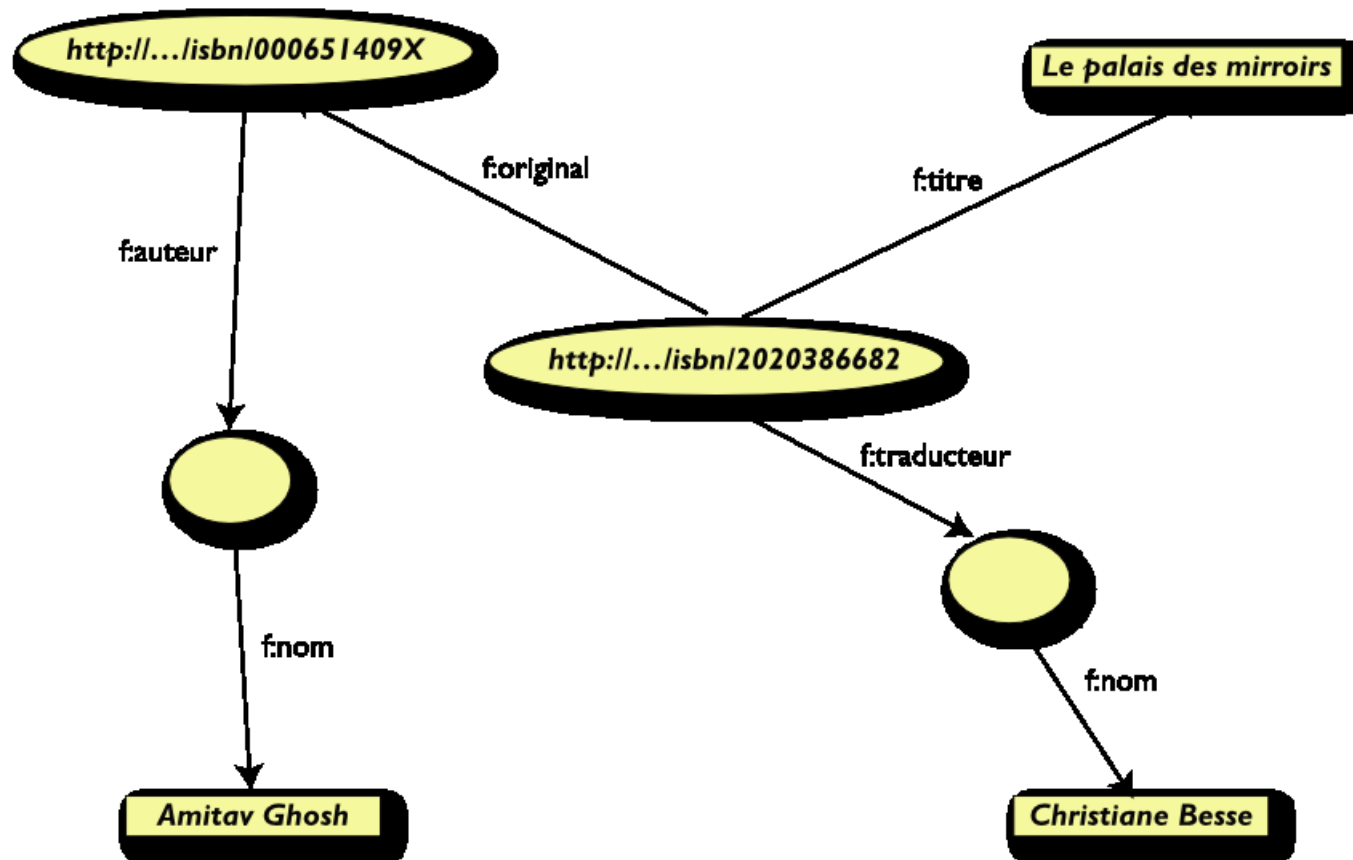 http://…/isbn/000651409X
Le palais des mirroirs
f:original
f:titre
f:auteur
http://…/isbn/2020386682
f:traducteur
f:nom
f:nom
Amitav Ghosh
Christiane Besse